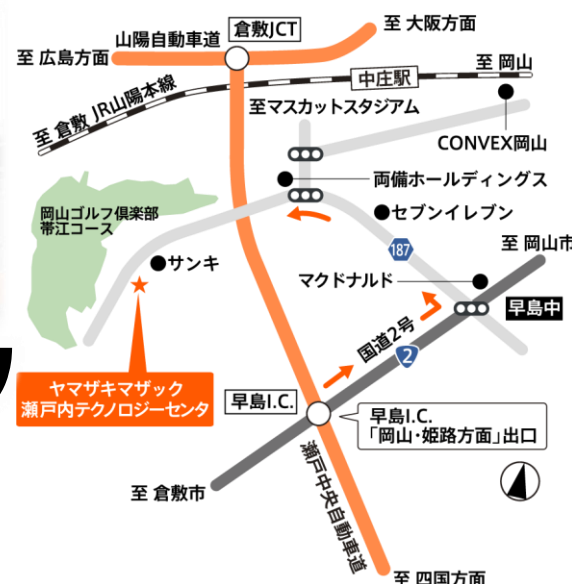 至 大阪方面
倉敷JCT
山陽自動車道
至 広島方面
至 岡山
中庄駅
至 倉敷 JR山陽本線
至マスカットスタジアム
CONVEX岡山
両備ホールディングス
岡山ゴルフ倶楽部
帯江コース
セブンイレブン
187
至 岡山市
サンキ
マクドナルド
早島中
国道2号
2
ヤマザキマザック
瀬戸内テクノロジーセンタ
早島I.C.
早島I.C.
「岡山・姫路方面」出口
瀬戸中央自動車道
至 倉敷市
至 四国方面